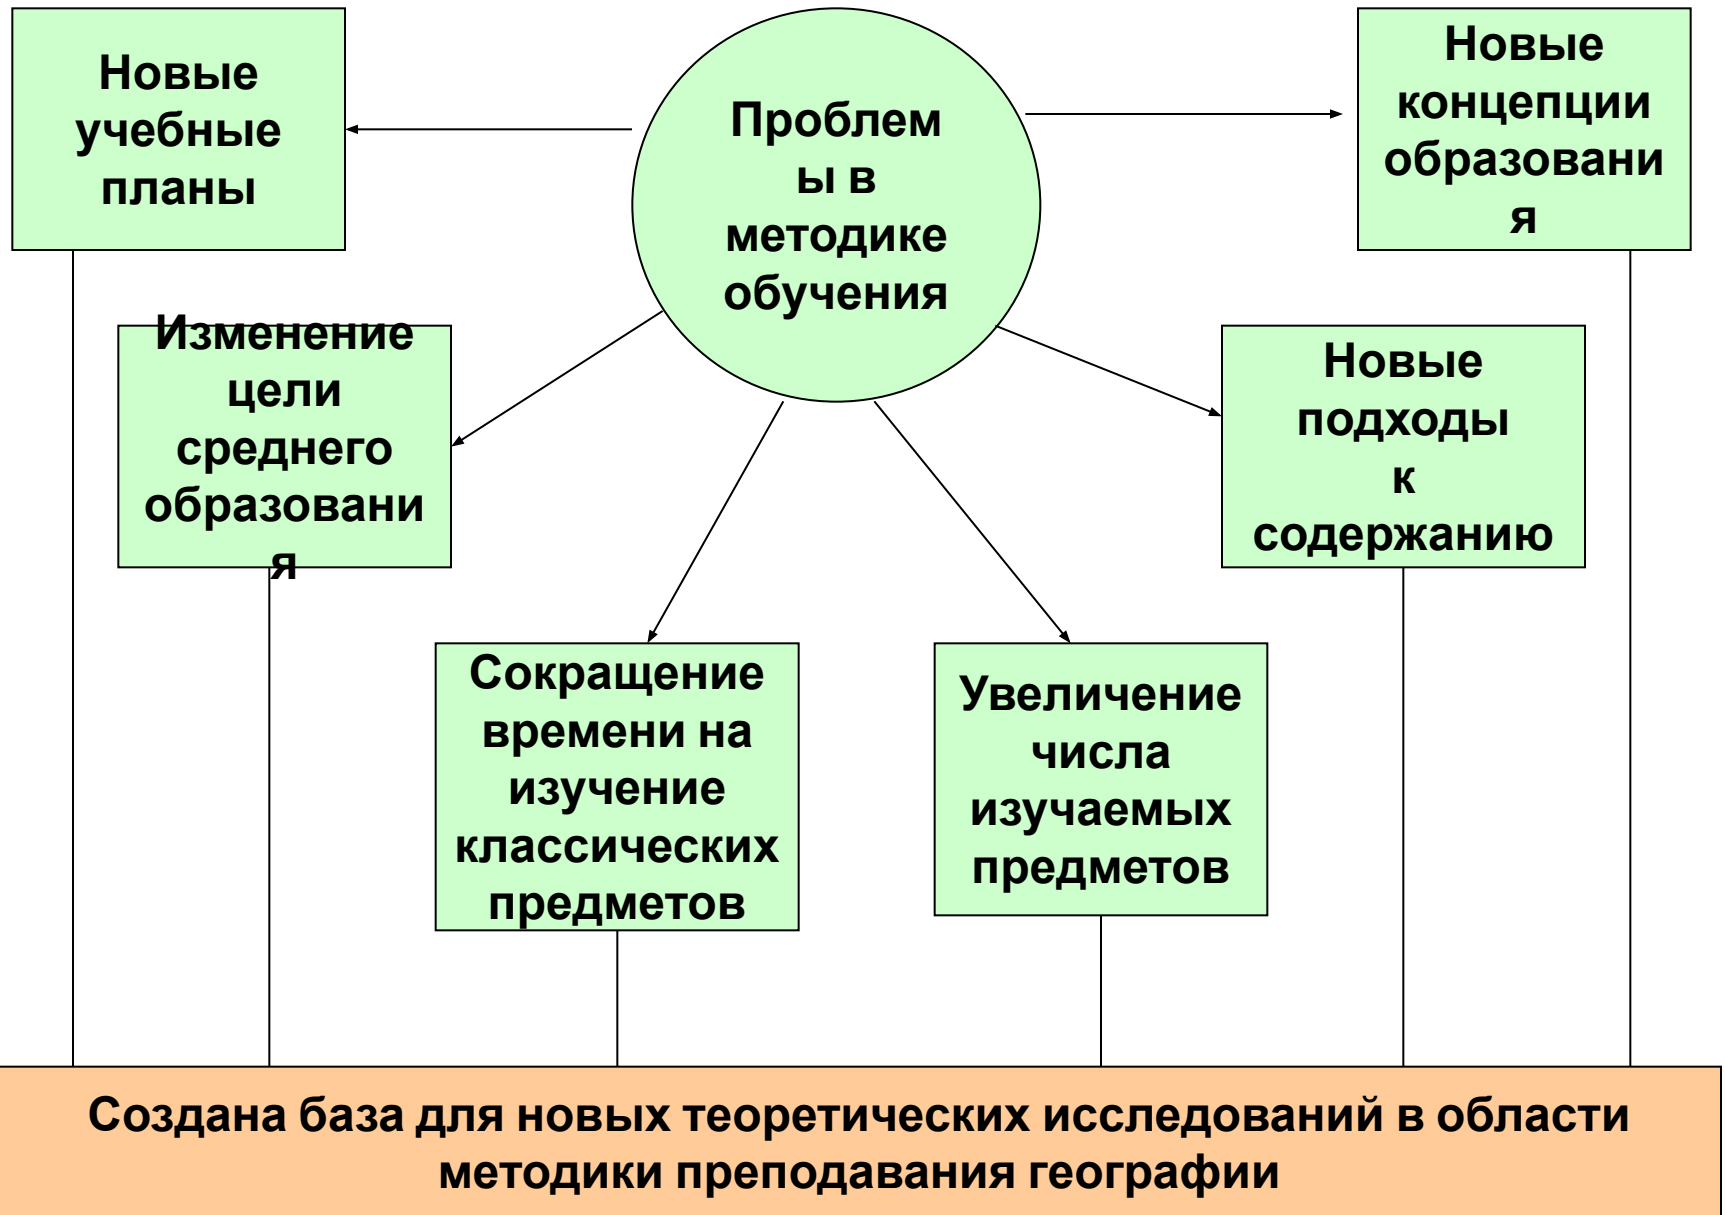 Новые
учебные
планы
Проблем
ы в
методике
обучения
Новые
концепции
образовани
я
Изменение
цели
среднего
образовани
я
Новые
подходы
к
содержанию
Сокращение
времени на
изучение
классических
предметов
Увеличение
числа
изучаемых
предметов
Создана база для новых теоретических исследований в области
методики преподавания географии